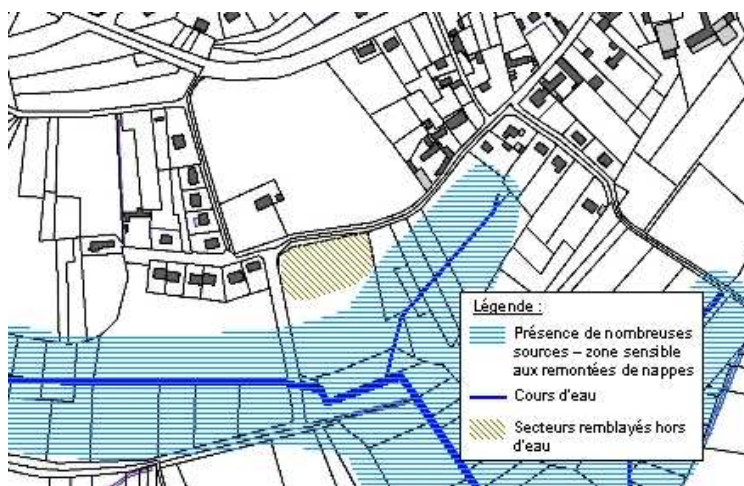 Légende :
Présence de nombreuses
sources – zone sensible
aux remontées de nappes
Cours d'eau
Secteurs remblayés hors
d'eau